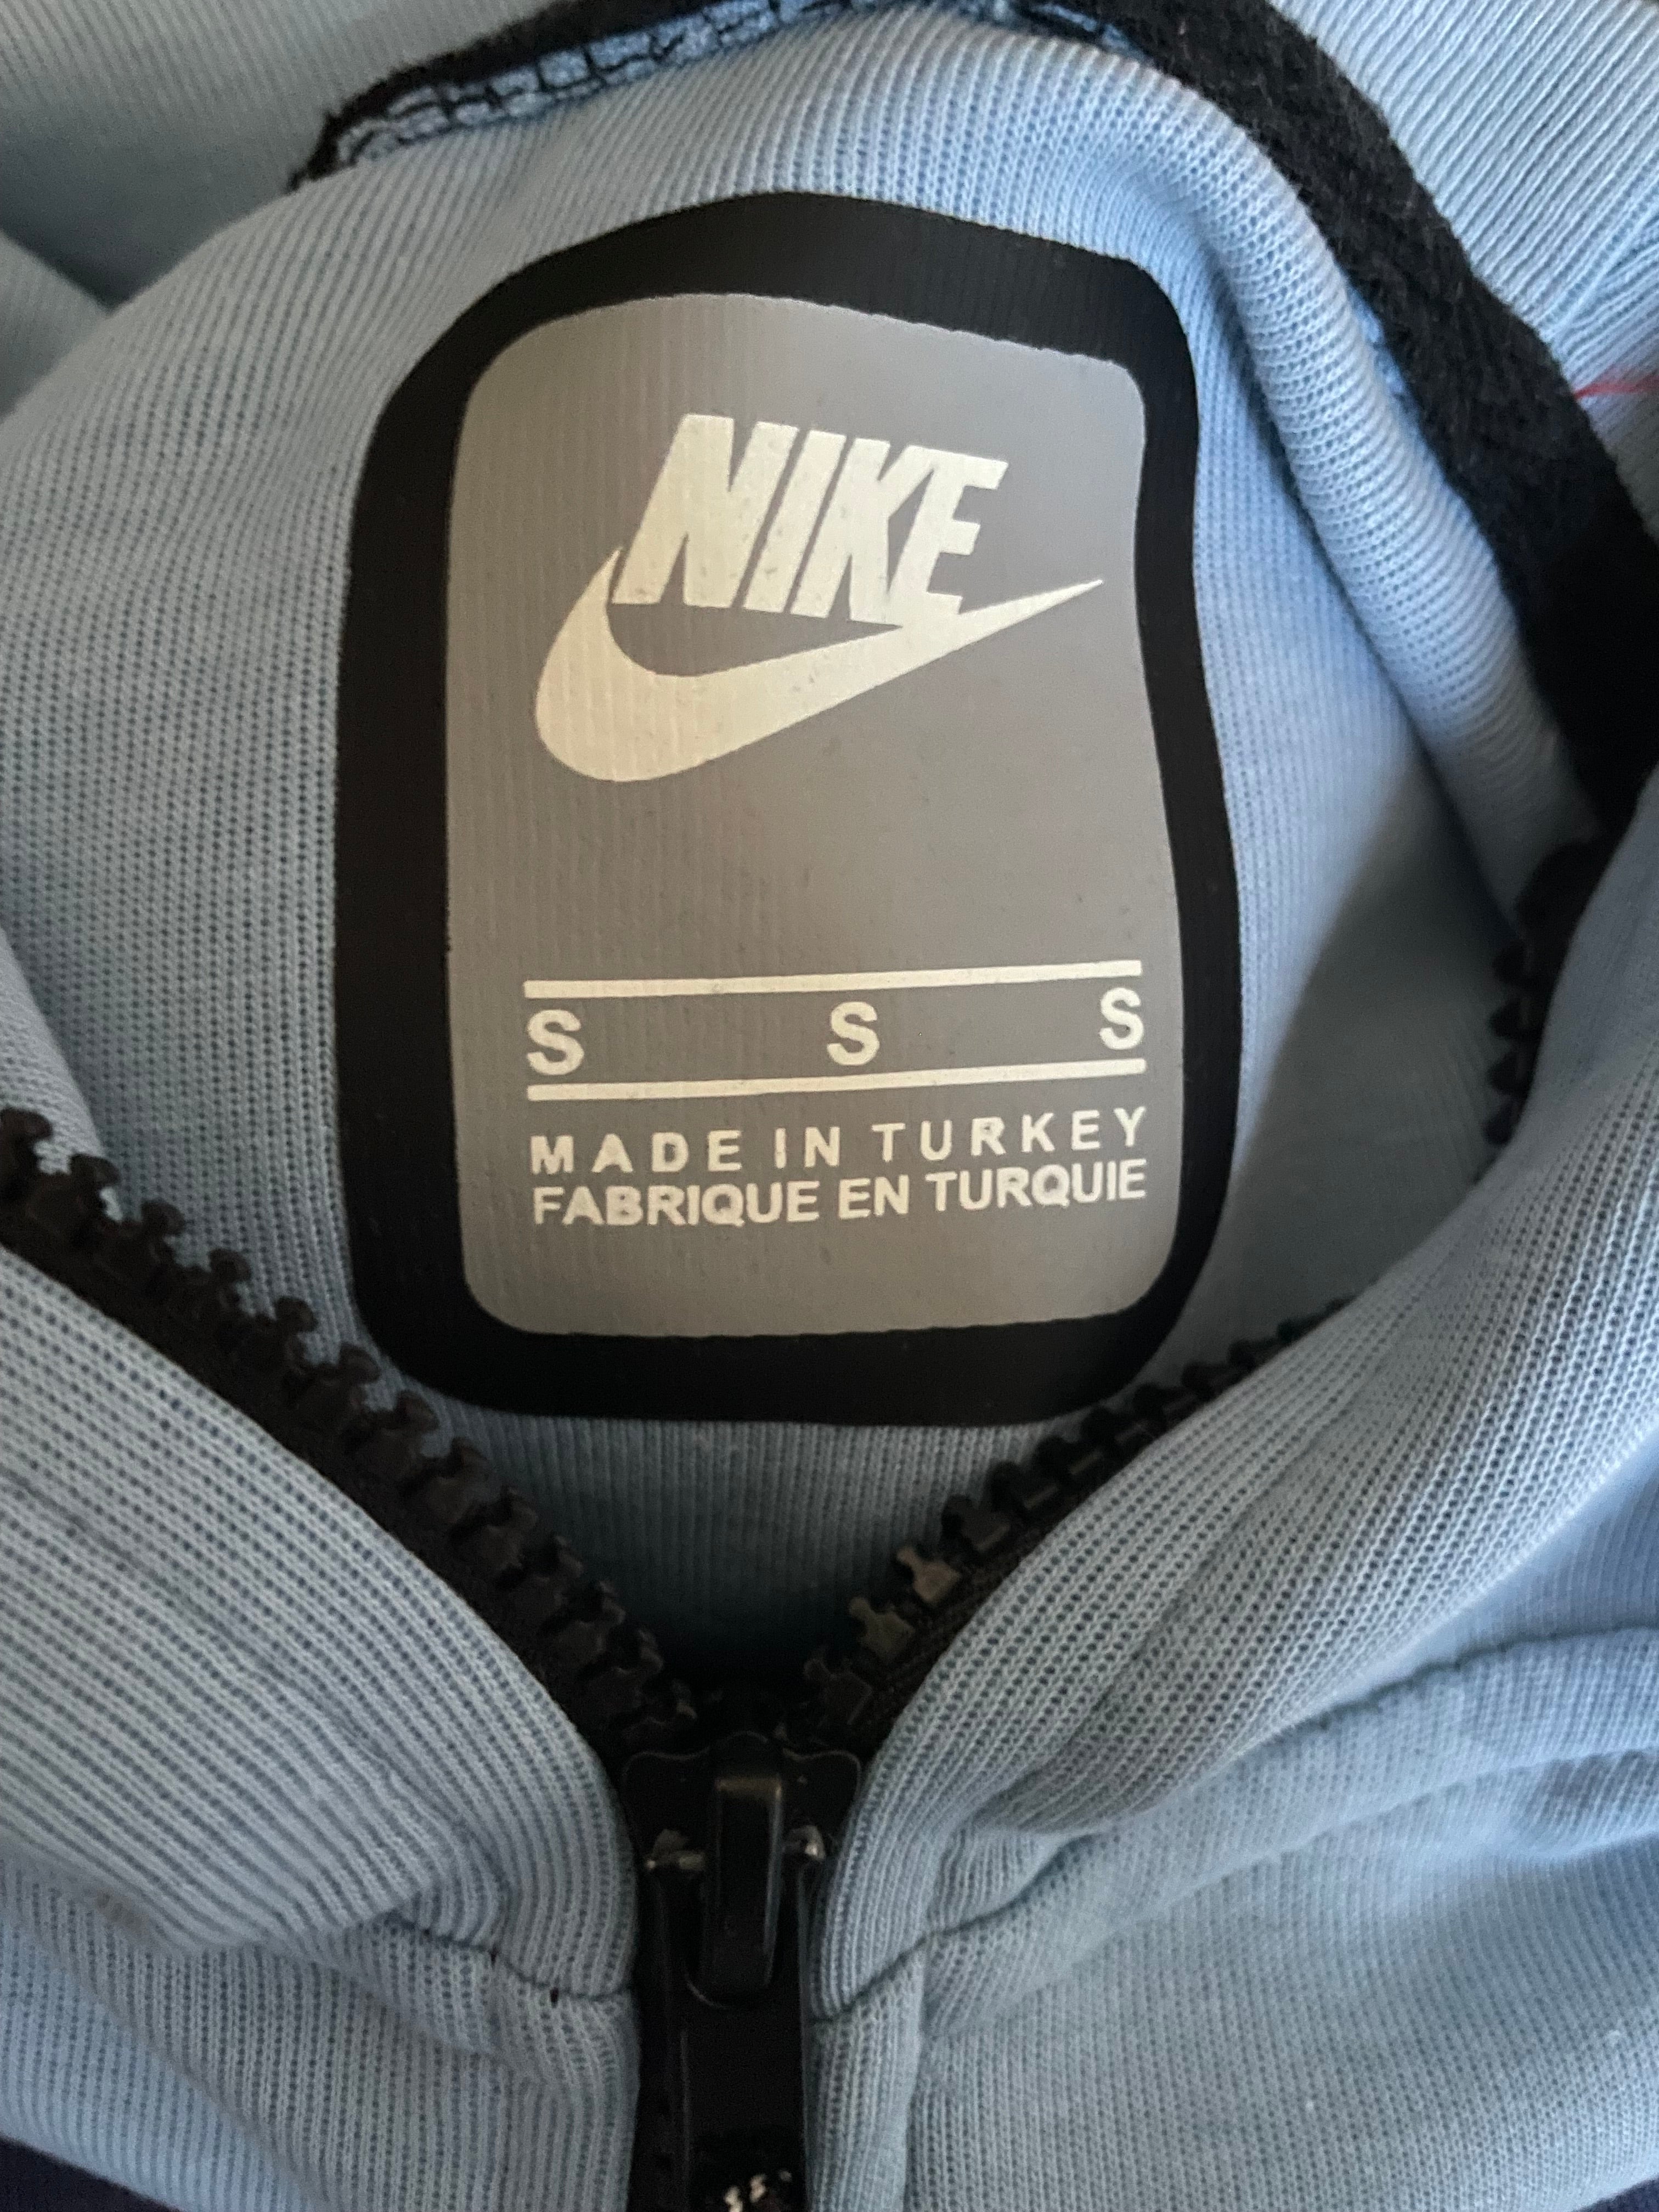 NIKE
S S S
MADE IN TURKEY
FABRIQUE EN TURQUIE